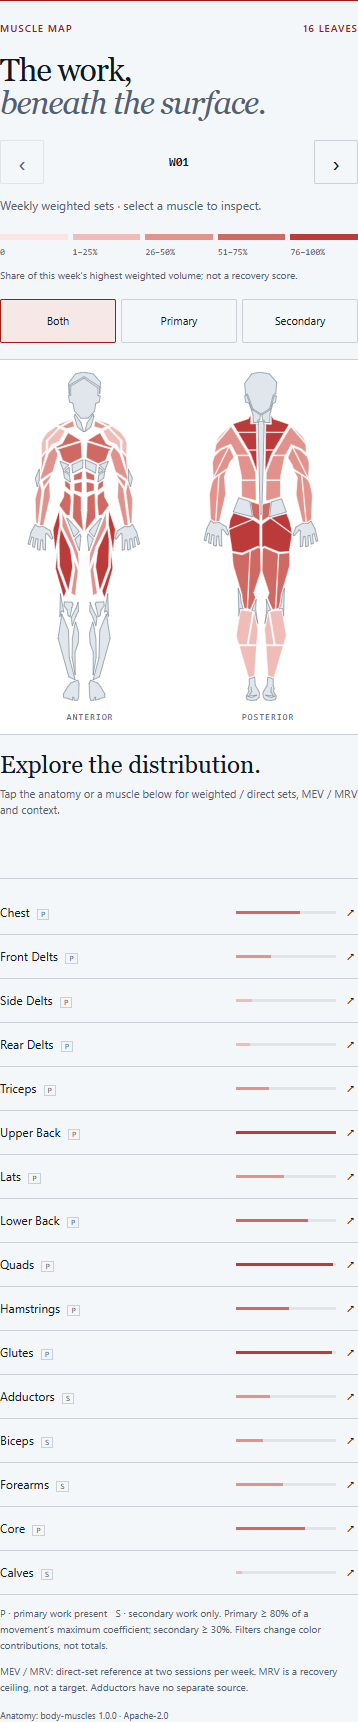 MUSCLE MAP
16 LEAVES
The work,
beneath the surface.
‹
W01
›
Weekly weighted sets · select a muscle to inspect.
0
1–25%
26–50%
51–75%
76–100%
Share of this week's highest weighted volume; not a recovery score.
Both
Primary
Secondary
ANTERIOR
POSTERIOR
Explore the distribution.
Tap the anatomy or a muscle below for weighted / direct sets, MEV / MRV
and context.
Chest P ↗
Front Delts P ↗
Side Delts P ↗
Rear Delts P ↗
Triceps P ↗
Upper Back P ↗
Lats P ↗
Lower Back P ↗
Quads P ↗
Hamstrings P ↗
Glutes P ↗
Adductors S ↗
Biceps S ↗
Forearms S ↗
Core P ↗
Calves S ↗
P · primary work present S · secondary work only. Primary ≥ 80% of a
movement's maximum coefficient; secondary ≥ 30%. Filters change color
contributions, not totals.
MEV / MRV: direct-set reference at two sessions per week. MRV is a recovery
ceiling, not a target. Adductors have no separate source.
Anatomy: body-muscles 1.0.0 · Apache-2.0